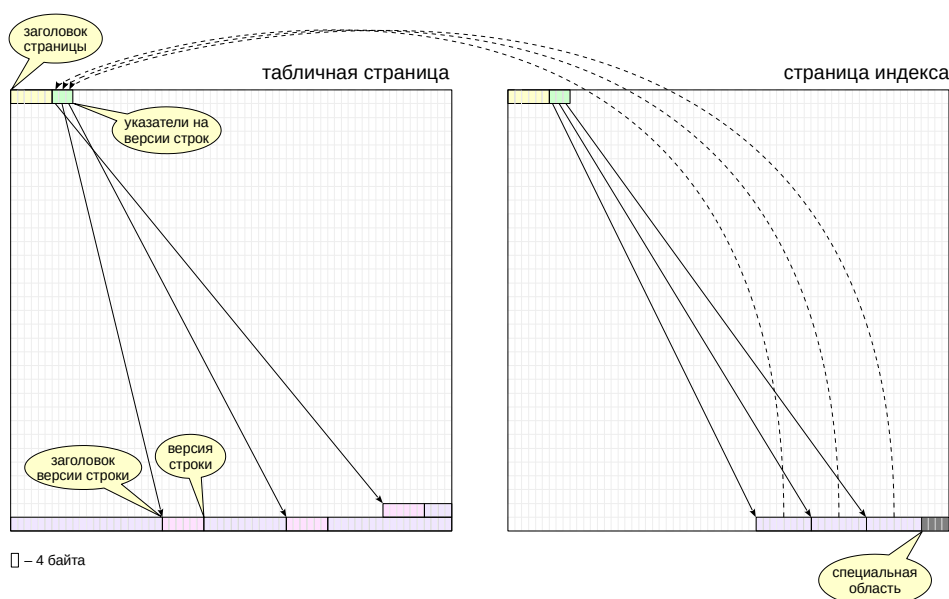 заголовок
страницы
табличная страница
страница индекса
указатели на
версии строк
заголовок
версии строки
версия
строки
– 4 байта
специальная
область